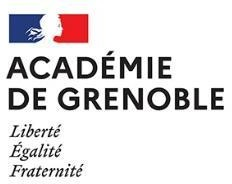 ACADÉMIE
DE GRENOBLE
Liberté
Égalité
Fraternité